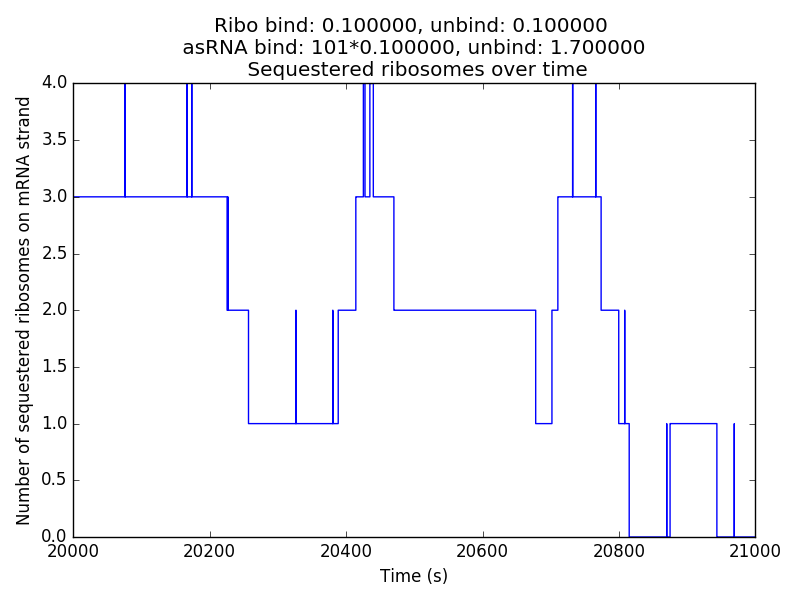 Ribo bind: 0.100000, unbind: 0.100000
asRNA bind: 101*0.100000, unbind: 1.700000
Sequestered ribosomes over time
4.0
3.5
3.0
2.5
2.0
1.5
1.0
0.5
0.0
Number of sequestered ribosomes on mRNA strand
20000 20200 20400 20600 20800 21000
Time (s)